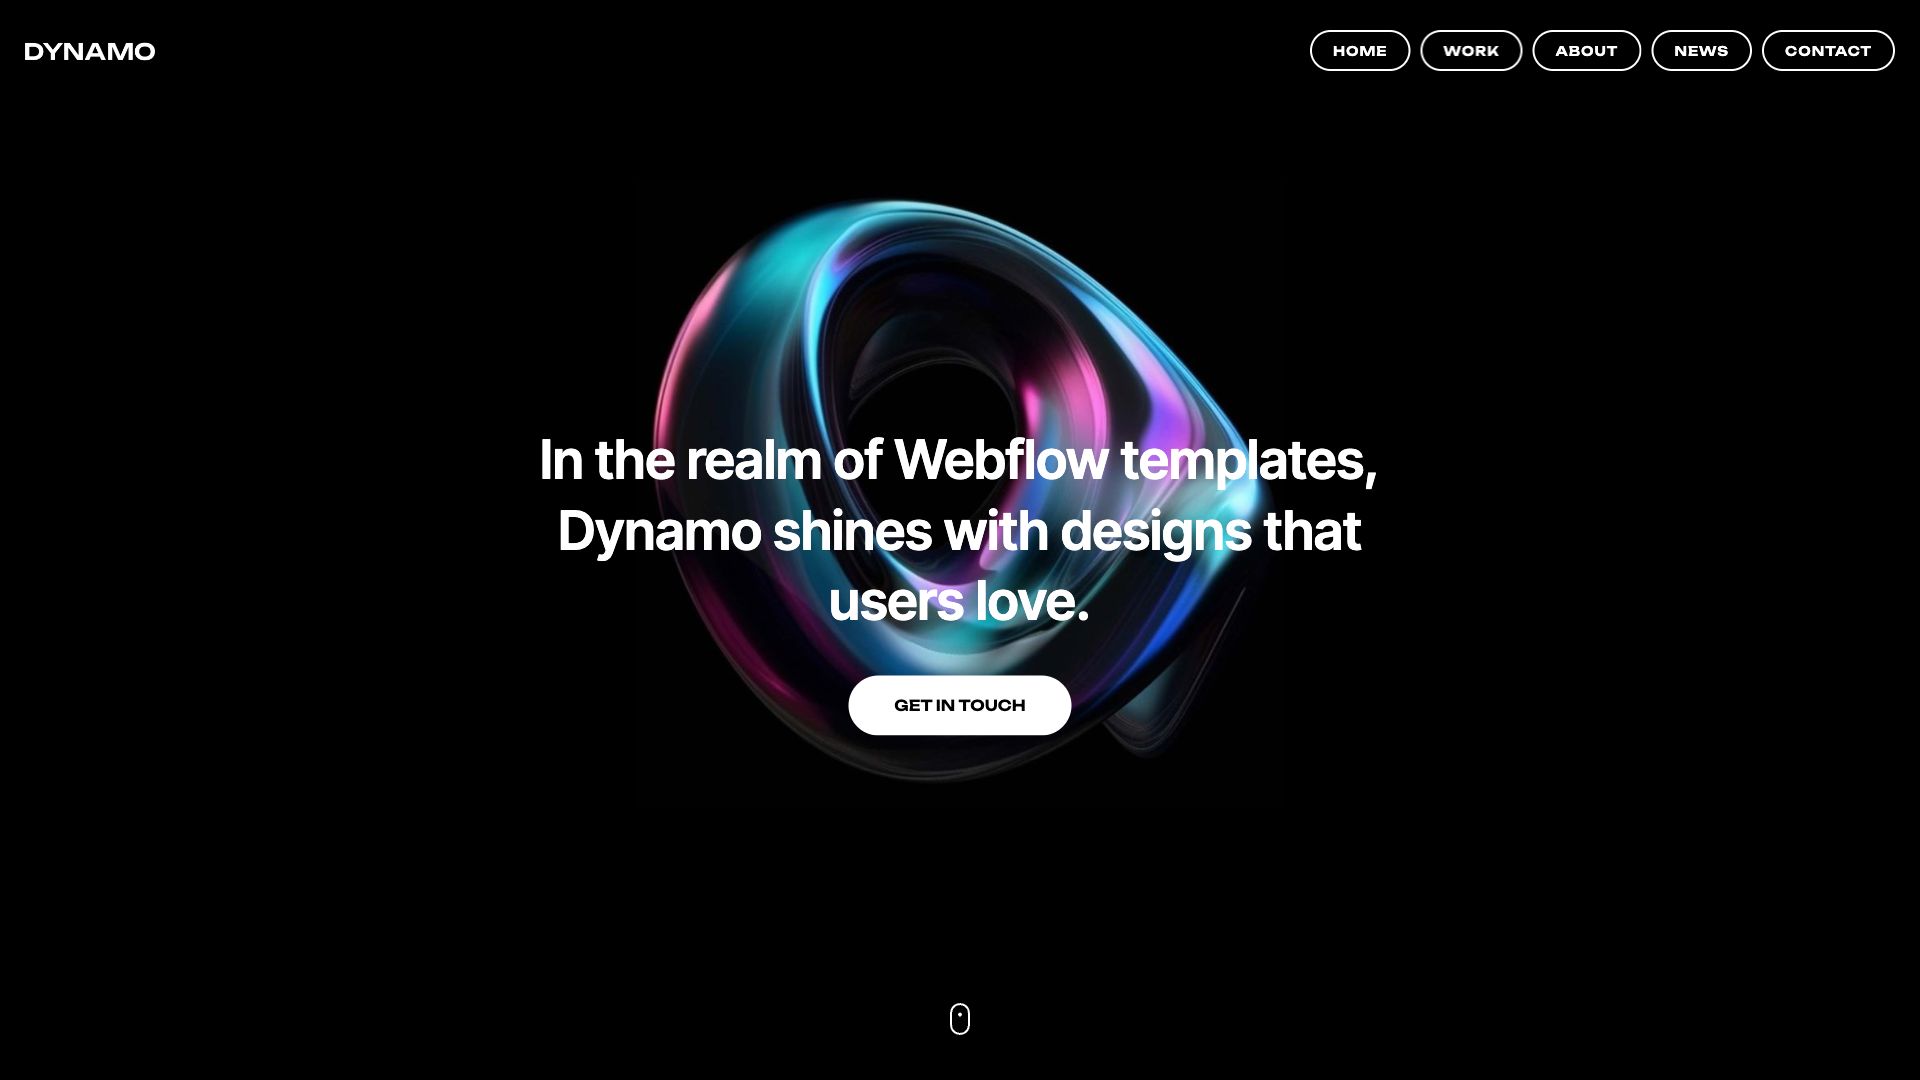 DYNAMO
HOME
WORK
ABOUT
NEWS
CONTACT
In the realm of Webflow templates,
Dynamo shines with designs that
users love.
GET IN TOUCH